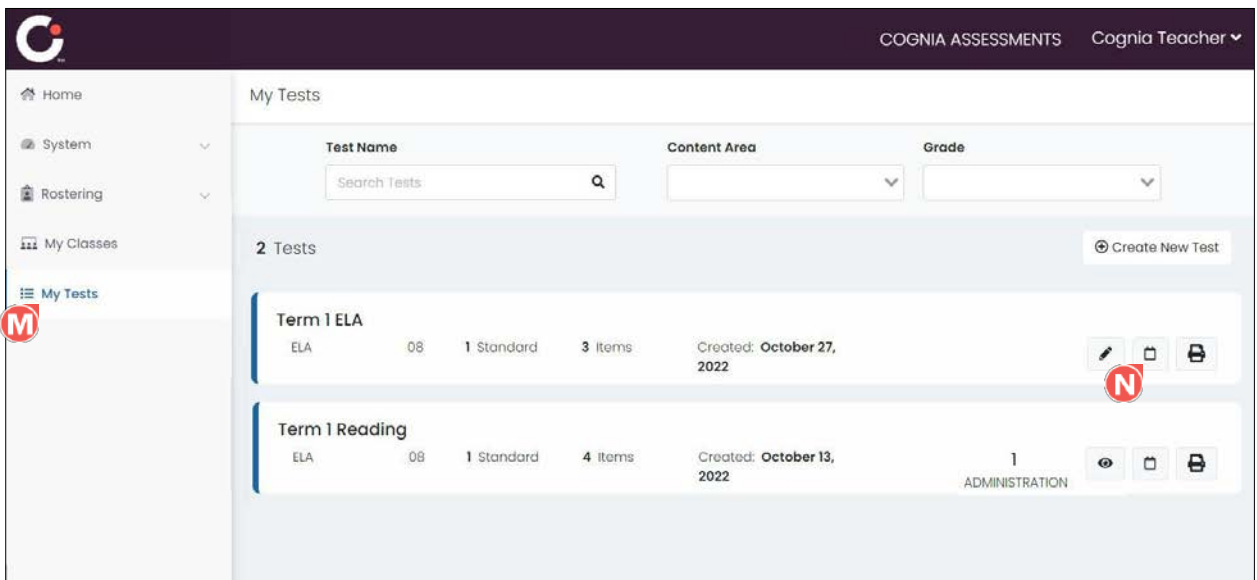 COGNIA ASSESSMENTS Cognia Teacher
Home
My Tests
System
Test Name Content Area Grade
Search Tests
Rostering
My Classes
2 Tests Create New Test
My Tests
M
Term 1 ELA
ELA 08 1 Standard 3 Items Created: October 27,
2022
N
Term 1 Reading
ELA 08 1 Standard 4 Items Created: October 13,
2022
1
ADMINISTRATION